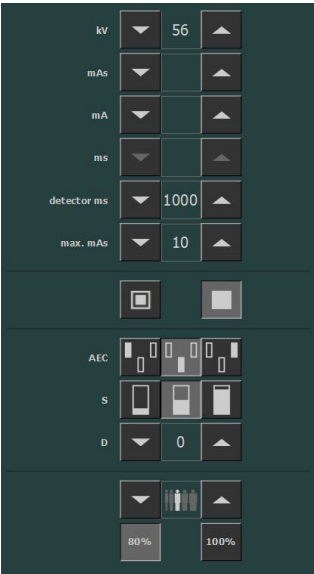 kV 56
mAs
mA
ms
detector ms 1000
max. mAs 10
AEC
S
D 0
80% 100%